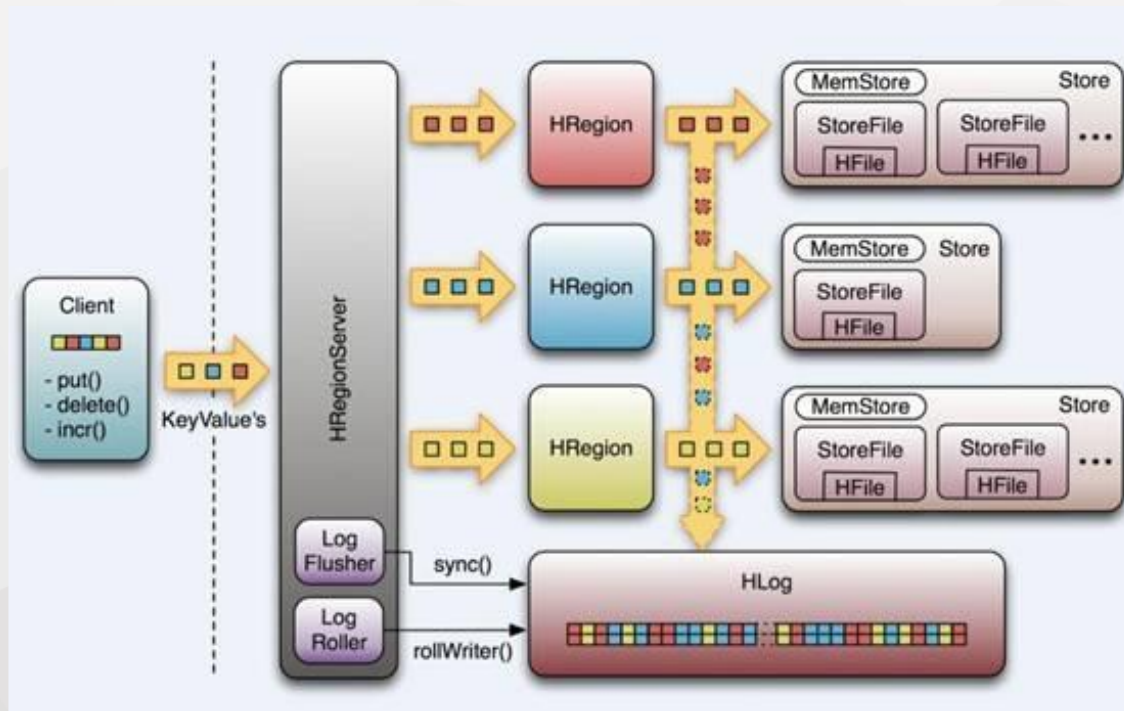 Client
- put()
- delete()
- incr()
KeyValue's
HRegionServer
Log
Flusher
Log
Roller
sync()
rollWriter()
HRegion
MemStore
Store
StoreFile
HFile
StoreFile
HFile
...
HRegion
MemStore
Store
StoreFile
HFile
HRegion
MemStore
Store
StoreFile
HFile
StoreFile
HFile
...
HLog